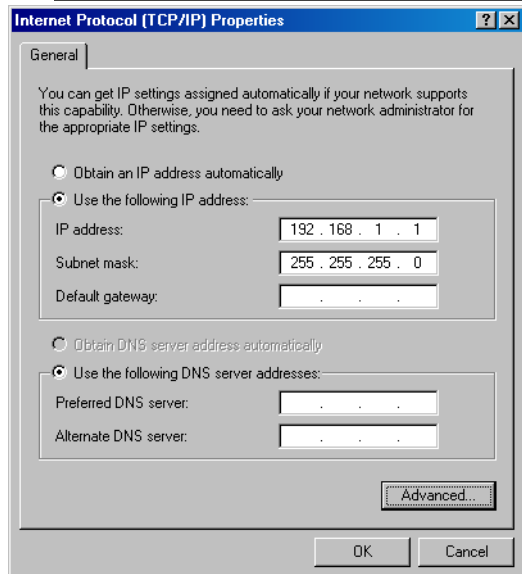 Internet Protocol (TCP/IP) Properties
General
You can get IP settings assigned automatically if your network supports
this capability. Otherwise, you need to ask your network administrator for
the appropriate IP settings.
Obtain an IP address automatically
Use the following IP address:
IP address: 192 . 168 . 1 . 1
Subnet mask: 255 . 255 . 255 . 0
Default gateway: . . .
Obtain DNS server address automatically
Use the following DNS server addresses:
Preferred DNS server: . . .
Alternate DNS server: . . .
Advanced...
OK Cancel